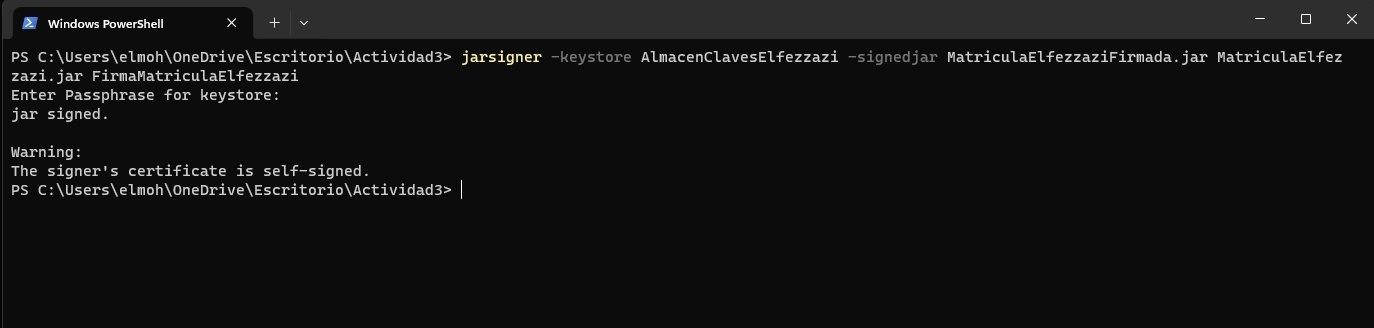 Windows PowerShell
PS C:\Users\elmoh\OneDrive\Escritorio\Actividad3> jarsigner -keystore AlmacenClavesElfezzazi -signedjar MatriculaElfezzaziFirmada.jar MatriculaElfez
zazi.jar FirmaMatriculaElfezzazi
Enter Passphrase for keystore:
jar signed.

Warning:
The signer's certificate is self-signed.
PS C:\Users\elmoh\OneDrive\Escritorio\Actividad3>